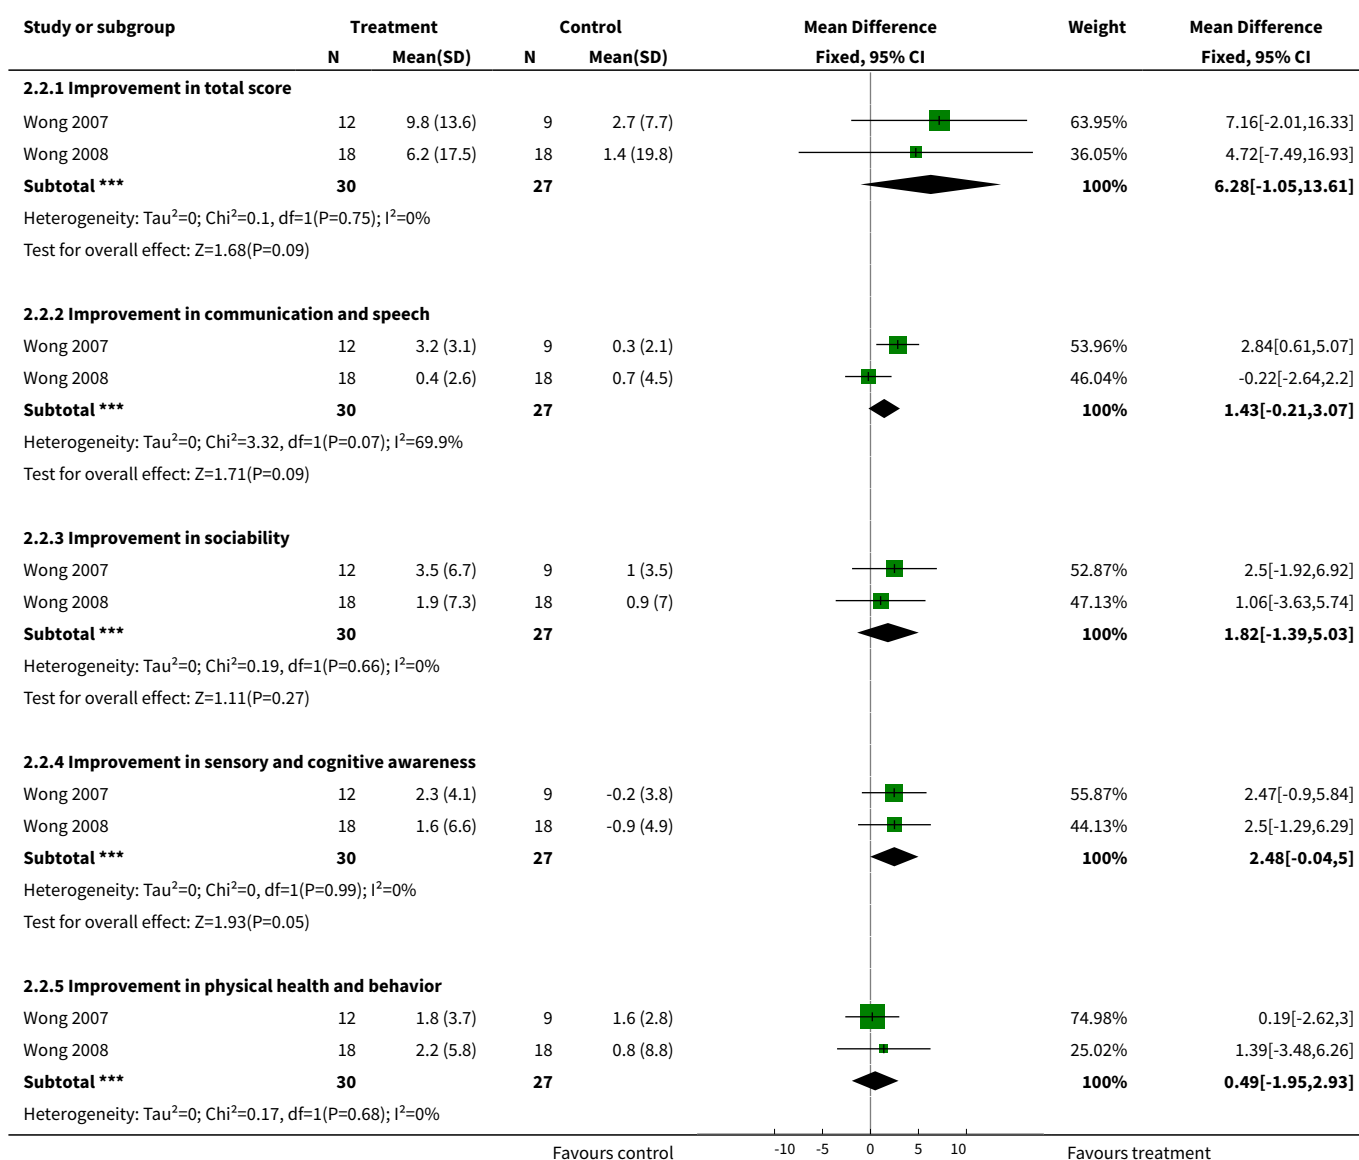 Study or subgroup Treatment Control Mean Difference Weight Mean Difference
N Mean(SD) N Mean(SD) Fixed, 95% CI Fixed, 95% CI
2.2.1 Improvement in total score
Wong 2007 12 9.8 (13.6) 9 2.7 (7.7) 63.95% 7.16[-2.01,16.33]
Wong 2008 18 6.2 (17.5) 18 1.4 (19.8) 36.05% 4.72[-7.49,16.93]
Subtotal *** 30 27 100% 6.28[-1.05,13.61]
Heterogeneity: Tau²=0; Chi²=0.1, df=1(P=0.75); I²=0%
Test for overall effect: Z=1.68(P=0.09)
2.2.2 Improvement in communication and speech
Wong 2007 12 3.2 (3.1) 9 0.3 (2.1) 53.96% 2.84[0.61,5.07]
Wong 2008 18 0.4 (2.6) 18 0.7 (4.5) 46.04% -0.22[-2.64,2.2]
Subtotal *** 30 27 100% 1.43[-0.21,3.07]
Heterogeneity: Tau²=0; Chi²=3.32, df=1(P=0.07); I²=69.9%
Test for overall effect: Z=1.71(P=0.09)
2.2.3 Improvement in sociability
Wong 2007 12 3.5 (6.7) 9 1 (3.5) 52.87% 2.5[-1.92,6.92]
Wong 2008 18 1.9 (7.3) 18 0.9 (7) 47.13% 1.06[-3.63,5.74]
Subtotal *** 30 27 100% 1.82[-1.39,5.03]
Heterogeneity: Tau²=0; Chi²=0.19, df=1(P=0.66); I²=0%
Test for overall effect: Z=1.11(P=0.27)
2.2.4 Improvement in sensory and cognitive awareness
Wong 2007 12 2.3 (4.1) 9 -0.2 (3.8) 55.87% 2.47[-0.9,5.84]
Wong 2008 18 1.6 (6.6) 18 -0.9 (4.9) 44.13% 2.5[-1.29,6.29]
Subtotal *** 30 27 100% 2.48[-0.04,5]
Heterogeneity: Tau²=0; Chi²=0, df=1(P=0.99); I²=0%
Test for overall effect: Z=1.93(P=0.05)
2.2.5 Improvement in physical health and behavior
Wong 2007 12 1.8 (3.7) 9 1.6 (2.8) 74.98% 0.19[-2.62,3]
Wong 2008 18 2.2 (5.8) 18 0.8 (8.8) 25.02% 1.39[-3.48,6.26]
Subtotal *** 30 27 100% 0.49[-1.95,2.93]
Heterogeneity: Tau²=0; Chi²=0.17, df=1(P=0.68); I²=0%
Favours control -10 -5 0 5 10 Favours treatment